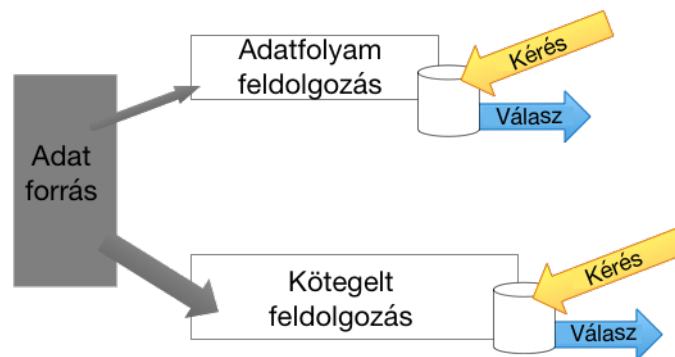 Adatfolyam
feldolgozás
Kérés
Válasz
Adat
forrás
Kötegelt
feldolgozás
Kérés
Válasz